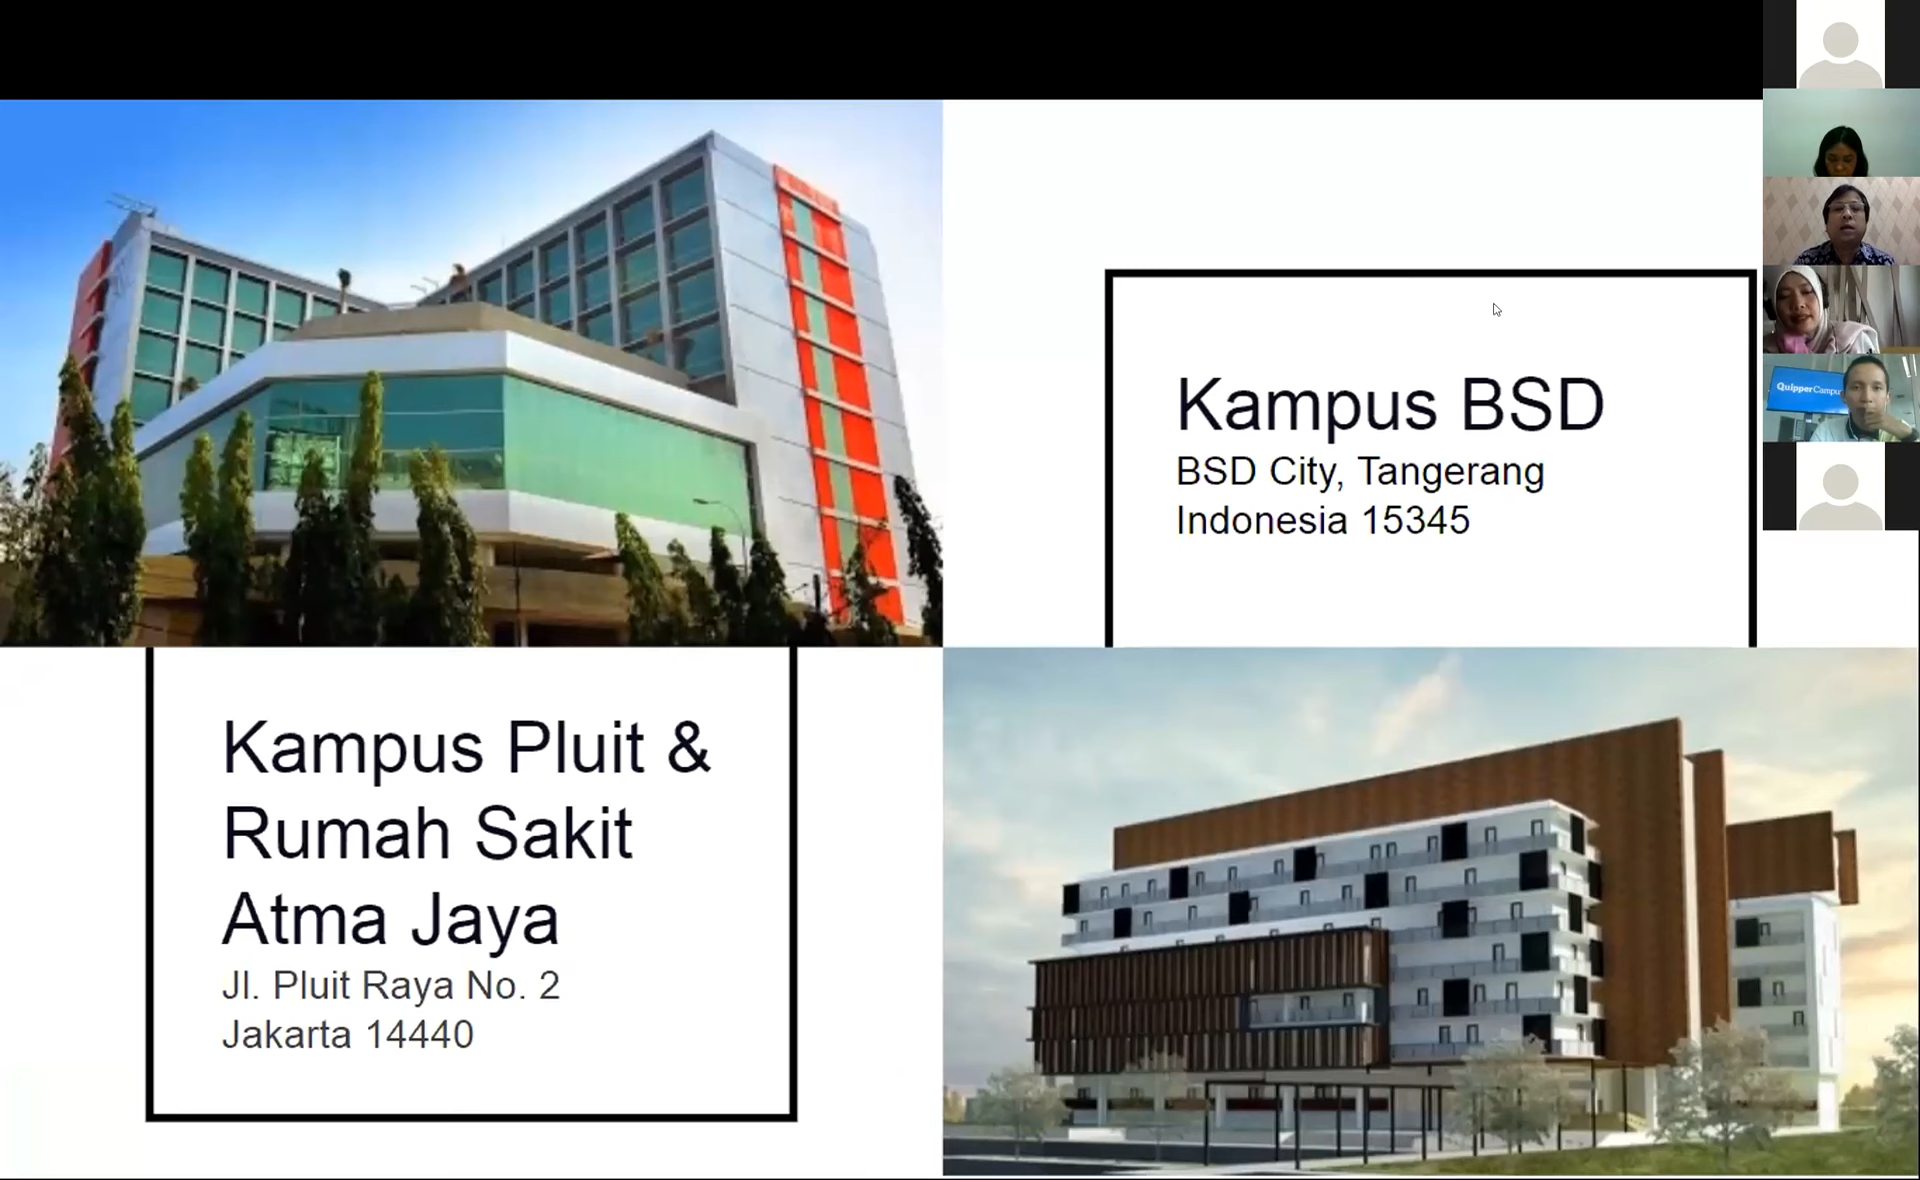 Kampus BSD
BSD City, Tangerang
Indonesia 15345
Kampus Pluit &
Rumah Sakit
Atma Jaya
Jl. Pluit Raya No. 2
Jakarta 14440
QuipperCampu